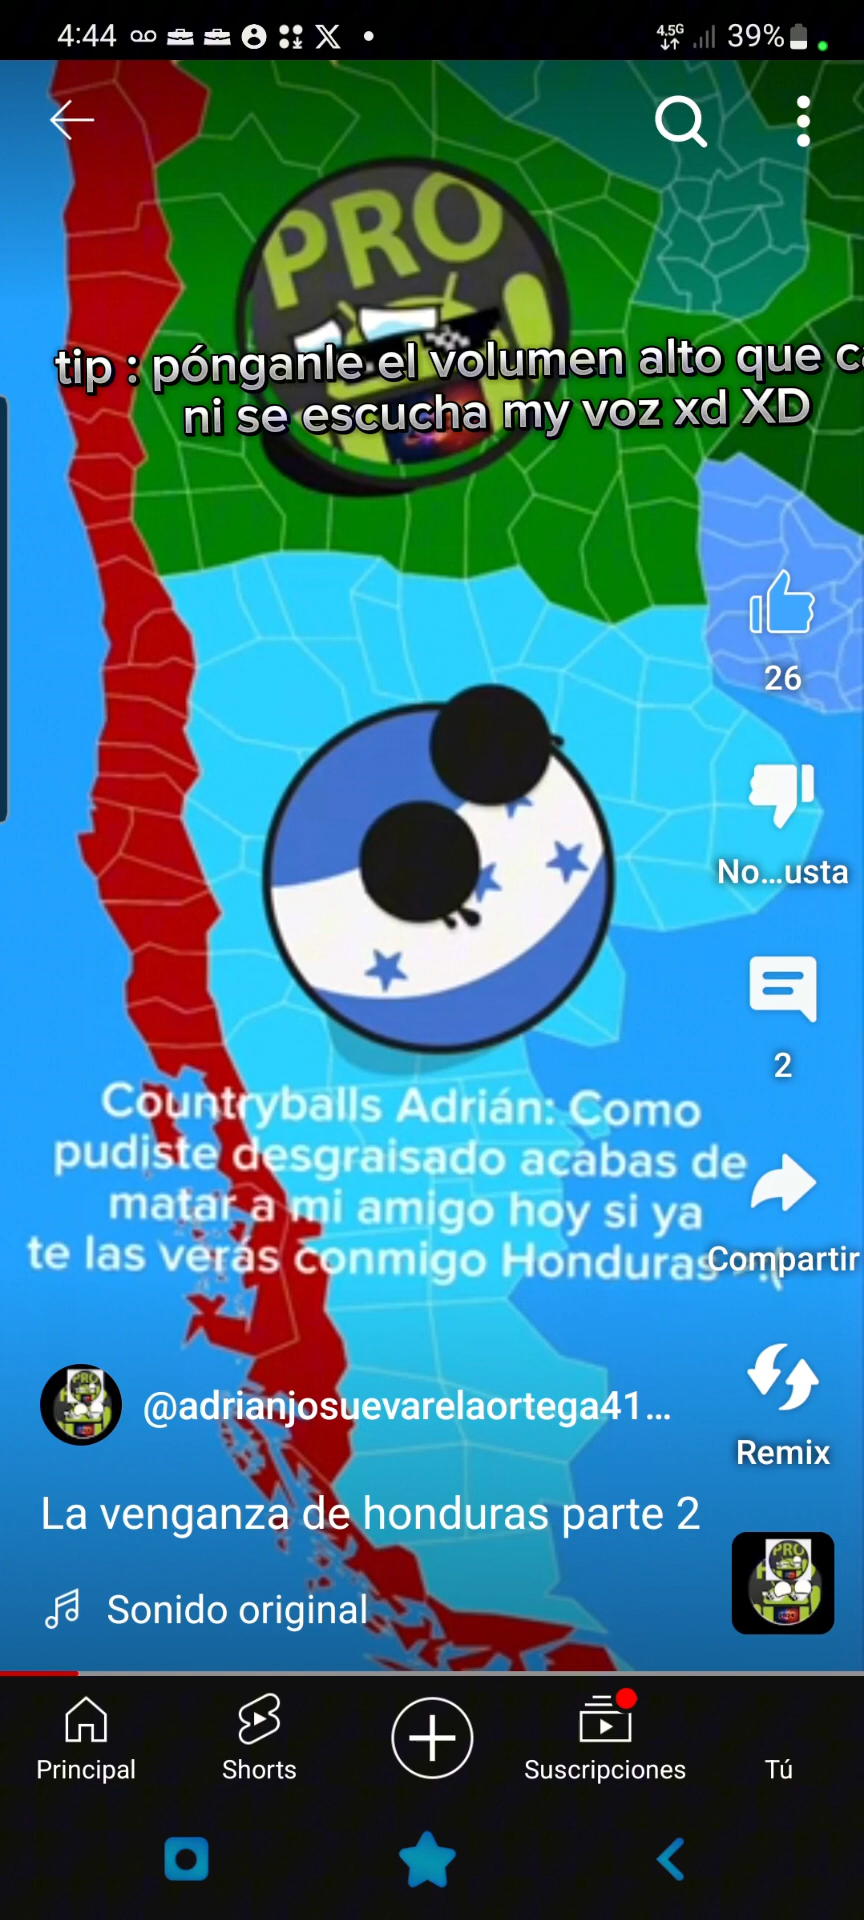 4:44
4.5G
39%
PRO
tip : pónganle el volumen alto que
ni se escucha my voz xd XD
26
No...usta
2
Countryballs Adrián: Como
pudiste desgraisado acabas de
matar a mi amigo hoy si ya
te las verás conmigo Honduras >:(
Compartir
@adrianjosuevarelaortega41...
Remix
La venganza de honduras parte 2
PRO
Sonido original
Principal
Shorts
Suscripciones
Tú